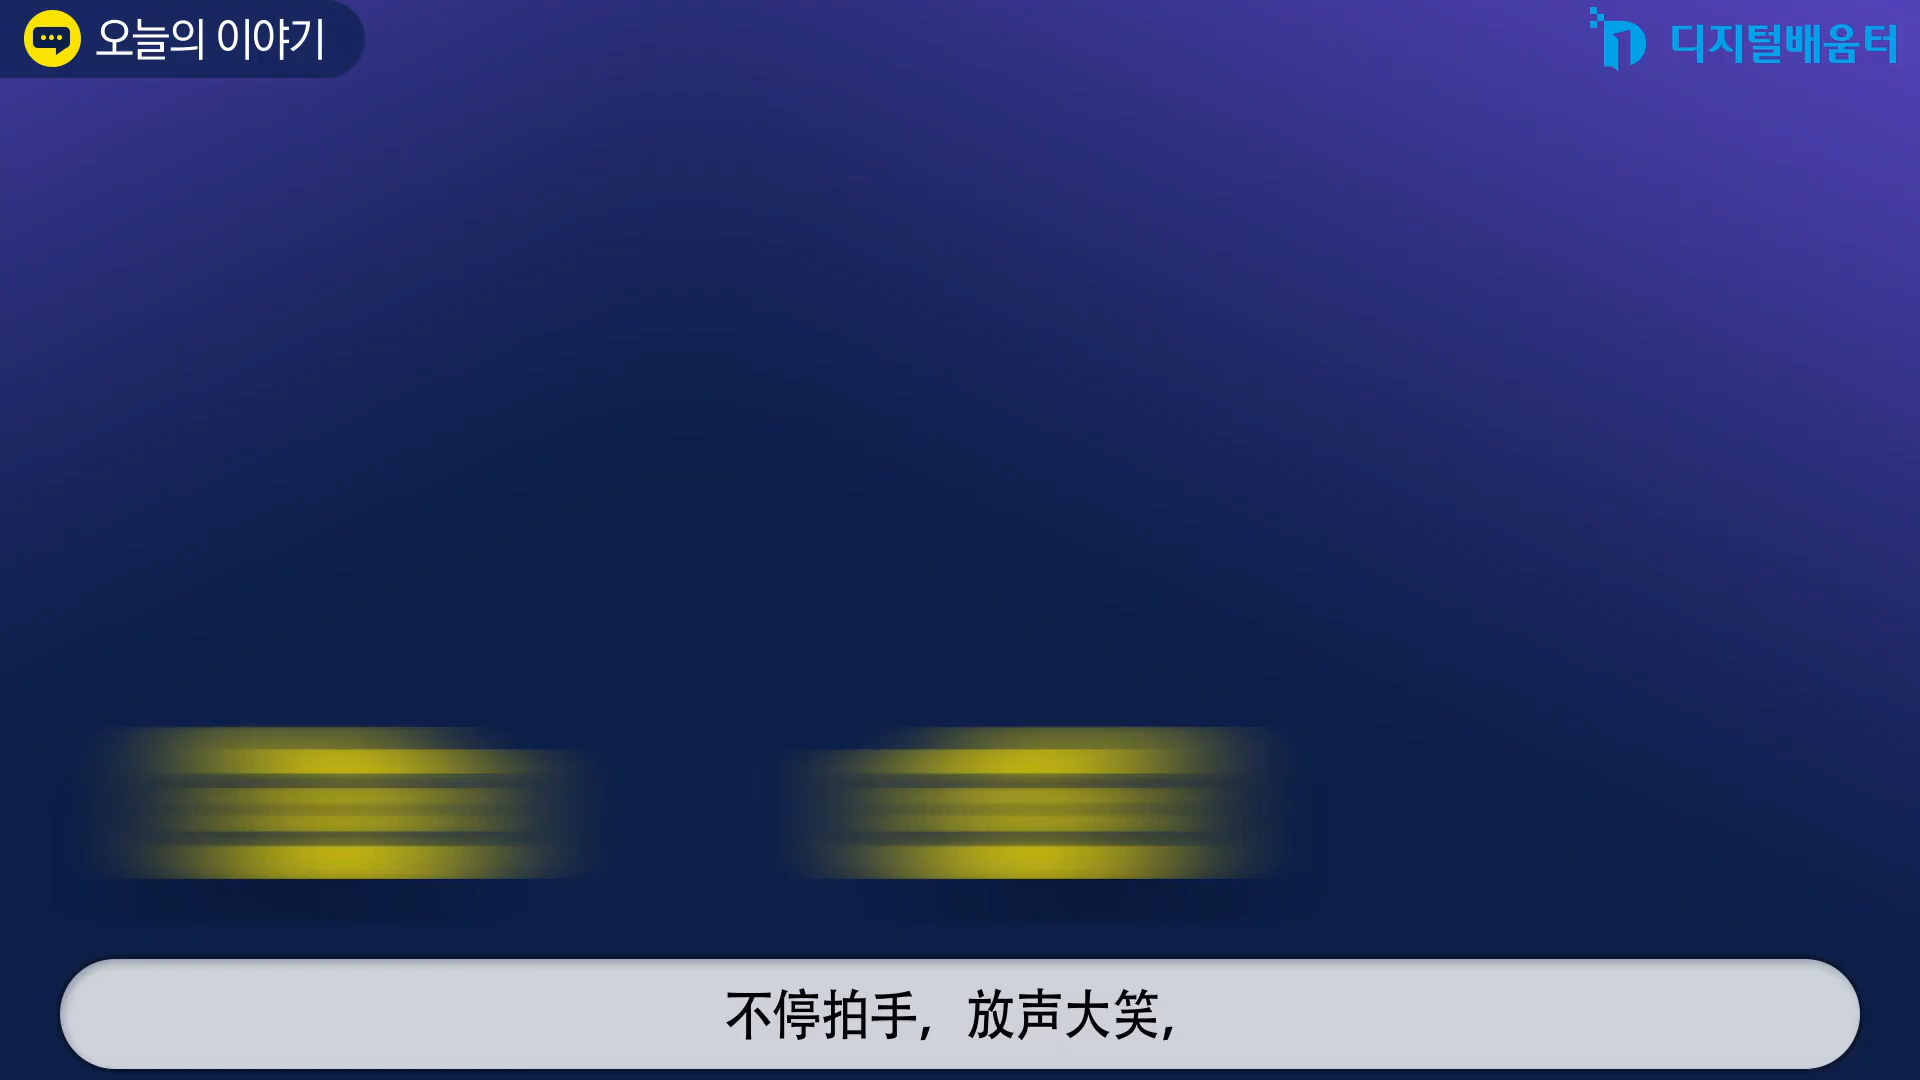 오늘의 이야기
디지털배움터
不停拍手，放声大笑，